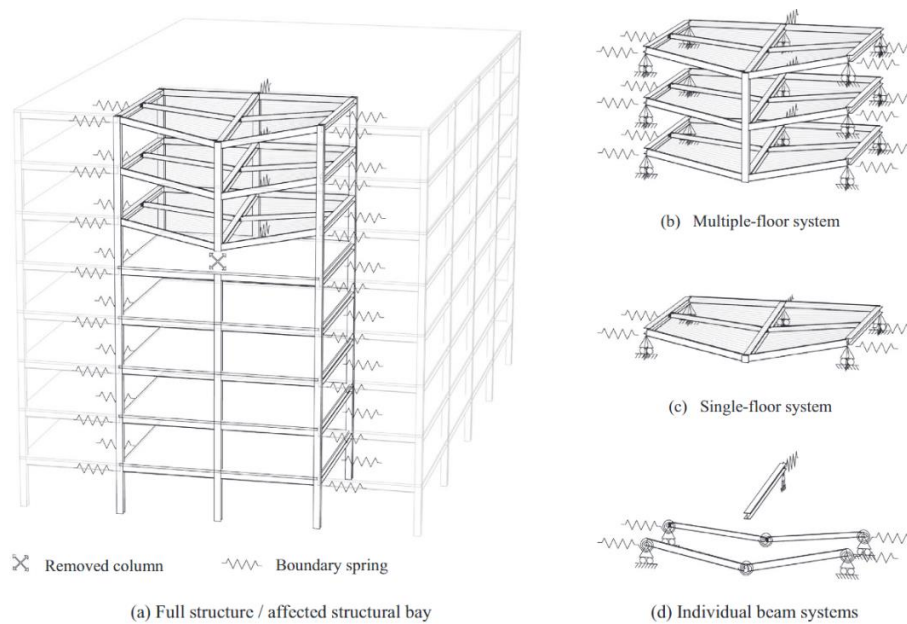 (b) Multiple-floor system
(c) Single-floor system
Removed column
Boundary spring
(a) Full structure / affected structural bay
(d) Individual beam systems